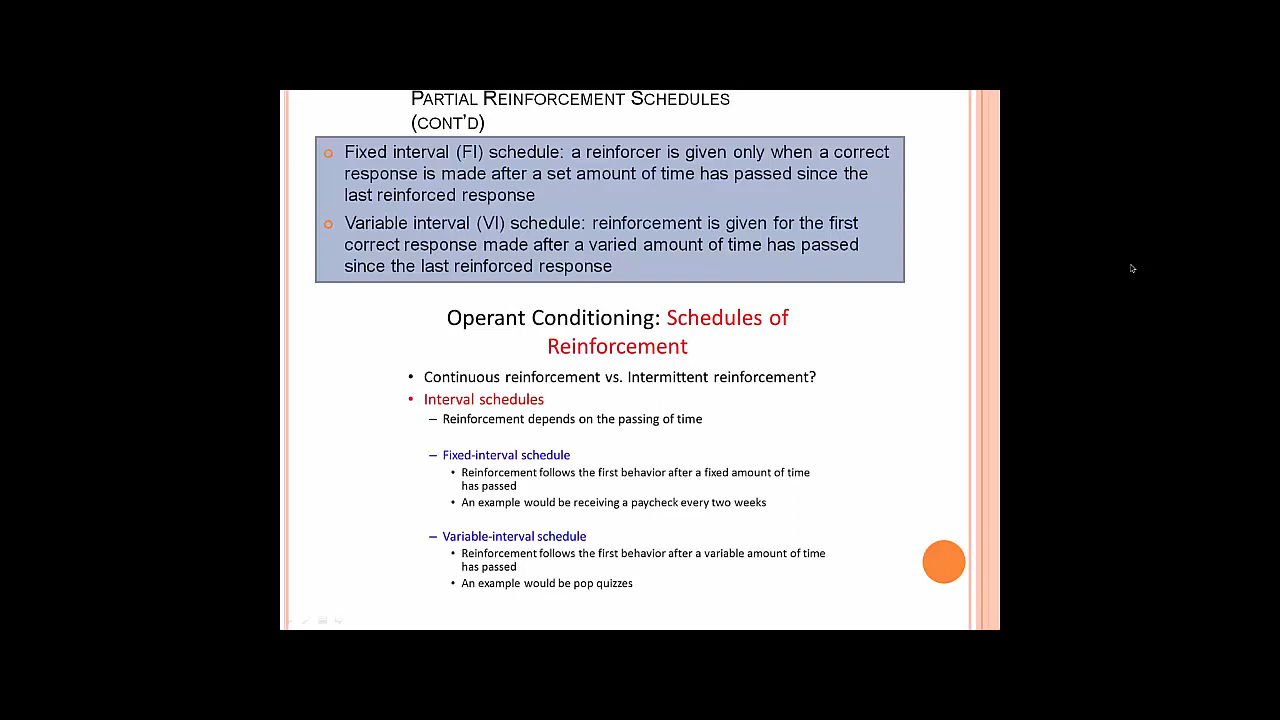 PARTIAL REINFORCEMENT SCHEDULES
(CONT'D)
Fixed interval (FI) schedule: a reinforcer is given only when a correct
response is made after a set amount of time has passed since the
last reinforced response
Variable interval (VI) schedule: reinforcement is given for the first
correct response made after a varied amount of time has passed
since the last reinforced response
Operant Conditioning: Schedules of
Reinforcement
• Continuous reinforcement vs. Intermittent reinforcement?
• Interval schedules
– Reinforcement depends on the passing of time
– Fixed-interval schedule
• Reinforcement follows the first behavior after a fixed amount of time
has passed
• An example would be receiving a paycheck every two weeks
– Variable-interval schedule
• Reinforcement follows the first behavior after a variable amount of time
has passed
• An example would be pop quizzes